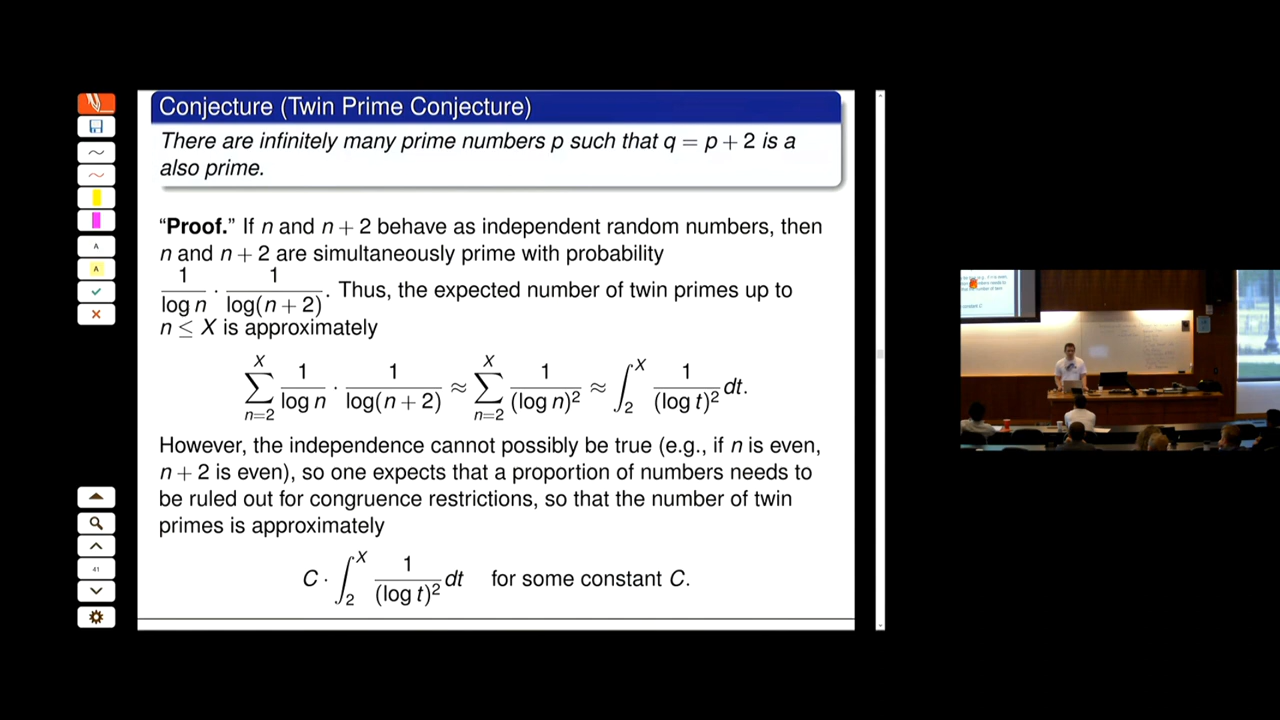 Conjecture (Twin Prime Conjecture)
There are infinitely many prime numbers p such that q = p + 2 is a
also prime.
“Proof.” If n and n + 2 behave as independent random numbers, then
n and n + 2 are simultaneously prime with probability
1/log n · 1/log(n + 2). Thus, the expected number of twin primes up to
n ≤ X is approximately
∑_{n=2}^{X} 1/log n · 1/log(n + 2) ≈ ∑_{n=2}^{X} 1/(log n)² ≈ ∫_2^X 1/(log t)² dt.
However, the independence cannot possibly be true (e.g., if n is even,
n + 2 is even), so one expects that a proportion of numbers needs to
be ruled out for congruence restrictions, so that the number of twin
primes is approximately
C · ∫_2^X 1/(log t)² dt for some constant C.
A
A
41